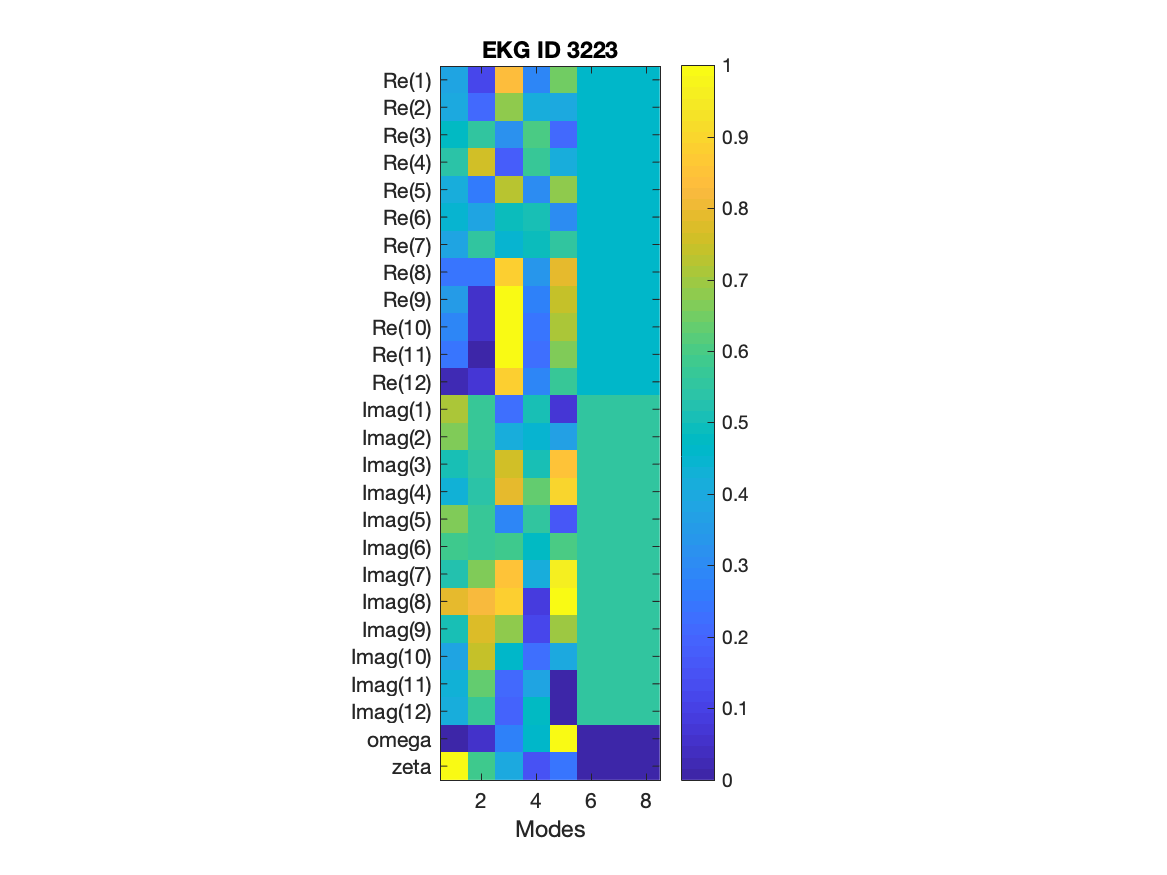 EKG ID 3223
Re(1)
Re(2)
Re(3)
Re(4)
Re(5)
Re(6)
Re(7)
Re(8)
Re(9)
Re(10)
Re(11)
Re(12)
Imag(1)
Imag(2)
Imag(3)
Imag(4)
Imag(5)
Imag(6)
Imag(7)
Imag(8)
Imag(9)
Imag(10)
Imag(11)
Imag(12)
omega
zeta
2 4 6 8
Modes
1
0.9
0.8
0.7
0.6
0.5
0.4
0.3
0.2
0.1
0